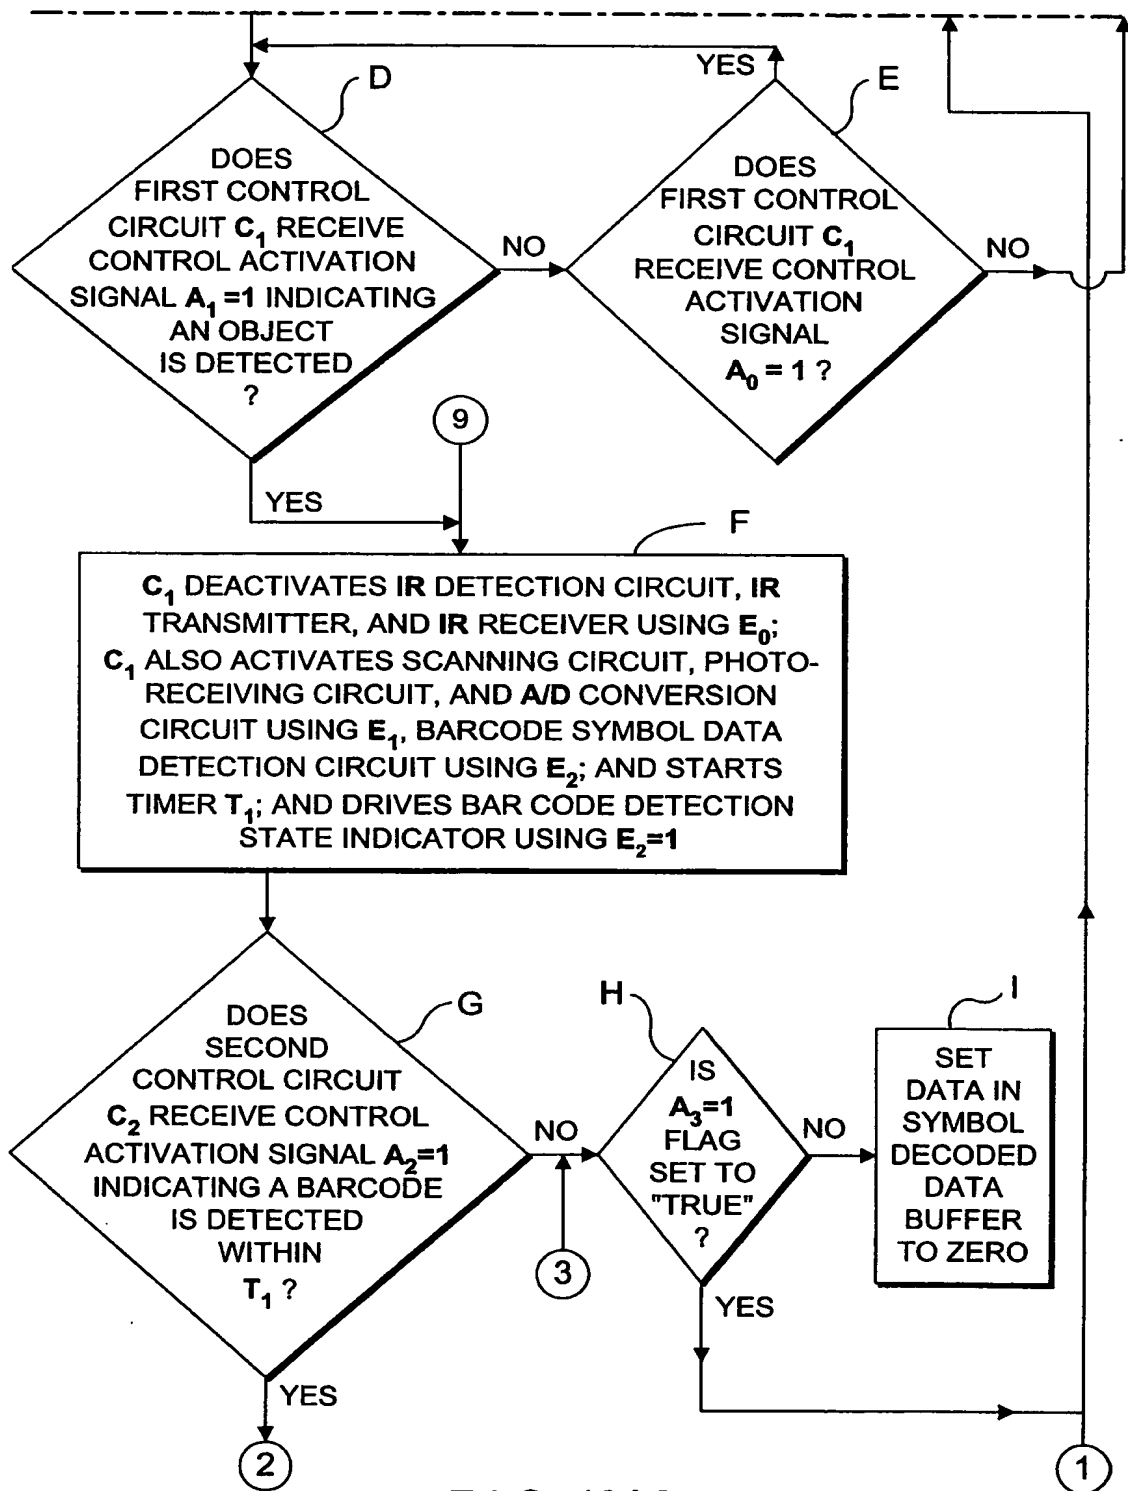 YES
D
E
DOES
FIRST CONTROL
CIRCUIT C₁ RECEIVE
CONTROL ACTIVATION
SIGNAL A₁ =1 INDICATING
AN OBJECT
IS DETECTED
?
NO
DOES
FIRST CONTROL
CIRCUIT C₁
RECEIVE CONTROL
ACTIVATION
SIGNAL
A₀ = 1 ?
NO
9
YES
F
C₁ DEACTIVATES IR DETECTION CIRCUIT, IR
TRANSMITTER, AND IR RECEIVER USING E₀;
C₁ ALSO ACTIVATES SCANNING CIRCUIT, PHOTO-
RECEIVING CIRCUIT, AND A/D CONVERSION
CIRCUIT USING E₁, BARCODE SYMBOL DATA
DETECTION CIRCUIT USING E₂; AND STARTS
TIMER T₁; AND DRIVES BAR CODE DETECTION
STATE INDICATOR USING E₂=1
G
DOES
SECOND
CONTROL CIRCUIT
C₂ RECEIVE CONTROL
ACTIVATION SIGNAL A₂=1
INDICATING A BARCODE
IS DETECTED
WITHIN
T₁ ?
NO
3
H
IS
A₃=1
FLAG
SET TO
"TRUE"
?
NO
I
SET
DATA IN
SYMBOL
DECODED
DATA
BUFFER
TO ZERO
YES
YES
2
1